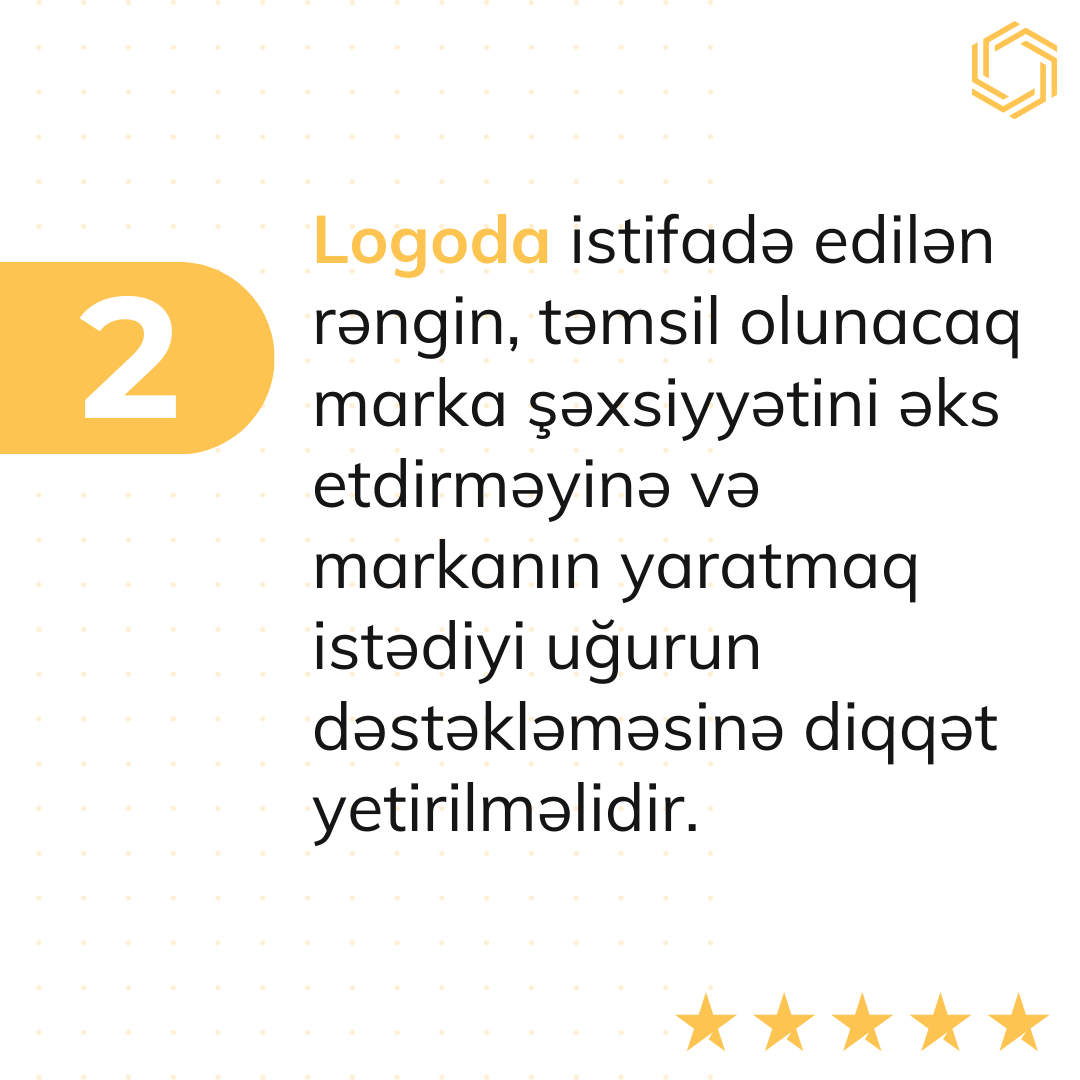 2
Logoda istifadə edilən
rəngin, təmsil olunacaq
marka şəxsiyyətini əks
etdirməyinə və
markanın yaratmaq
istədiyi uğurun
dəstəkləməsinə diqqət
yetirilməlidir.